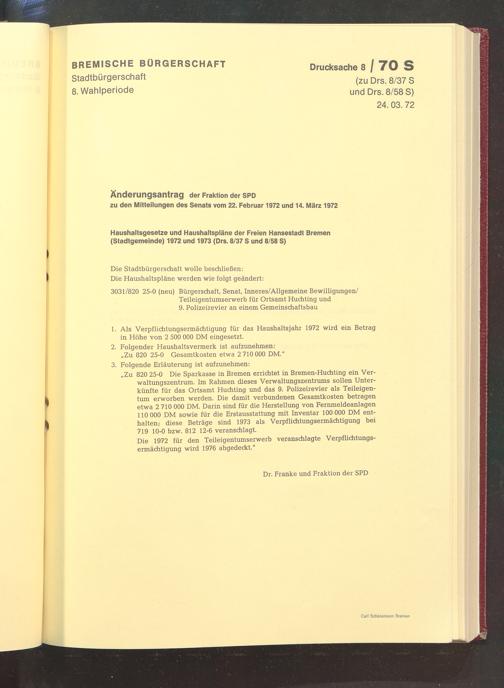 BREMISCHE BÜRGERSCHAFT
Stadtbürgerschaft
8. Wahlperiode
Drucksache 8 / 70 S
(zu Drs. 8/37 S
und Drs. 8/58 S)
24. 03. 72
Änderungsantrag der Fraktion der SPD
zu den Mitteilungen des Senats vom 22. Februar 1972 und 14. März 1972
Haushaltsgesetze und Haushaltspläne der Freien Hansestadt Bremen
(Stadtgemeinde) 1972 und 1973 (Drs. 8/37 S und 8/58 S)
Die Stadtbürgerschaft wolle beschließen:
Die Haushaltspläne werden wie folgt geändert:
3031/820 25-0 (neu) Bürgerschaft, Senat, Inneres/Allgemeine Bewilligungen/
Teileigentumserwerb für Ortsamt Huchting und
9. Polizeirevier an einem Gemeinschaftsbau
1. Als Verpflichtungsermächtigung für das Haushaltsjahr 1972 wird ein Betrag
in Höhe von 2 500 000 DM eingesetzt.
2. Folgender Haushaltsvermerk ist aufzunehmen:
„Zu 820 25-0 Gesamtkosten etwa 2 710 000 DM."
3. Folgende Erläuterung ist aufzunehmen:
„Zu 820 25-0 Die Sparkasse in Bremen errichtet in Bremen-Huchting ein Ver-
waltungszentrum. Im Rahmen dieses Verwaltungszentrums sollen Unter-
künfte für das Ortsamt Huchting und das 9. Polizeirevier als Teileigen-
tum erworben werden. Die damit verbundenen Gesamtkosten betragen
etwa 2 710 000 DM. Darin sind für die Herstellung von Fernmeldeanlagen
110 000 DM sowie für die Erstausstattung mit Inventar 100 000 DM ent-
halten; diese Beträge sind 1973 als Verpflichtungsermächtigung bei
719 10-0 bzw. 812 12-6 veranschlagt.
Die 1972 für den Teileigentumserwerb veranschlagte Verpflichtungs-
ermächtigung wird 1976 abgedeckt."
Dr. Franke und Fraktion der SPD
Carl Schünemann Bremen